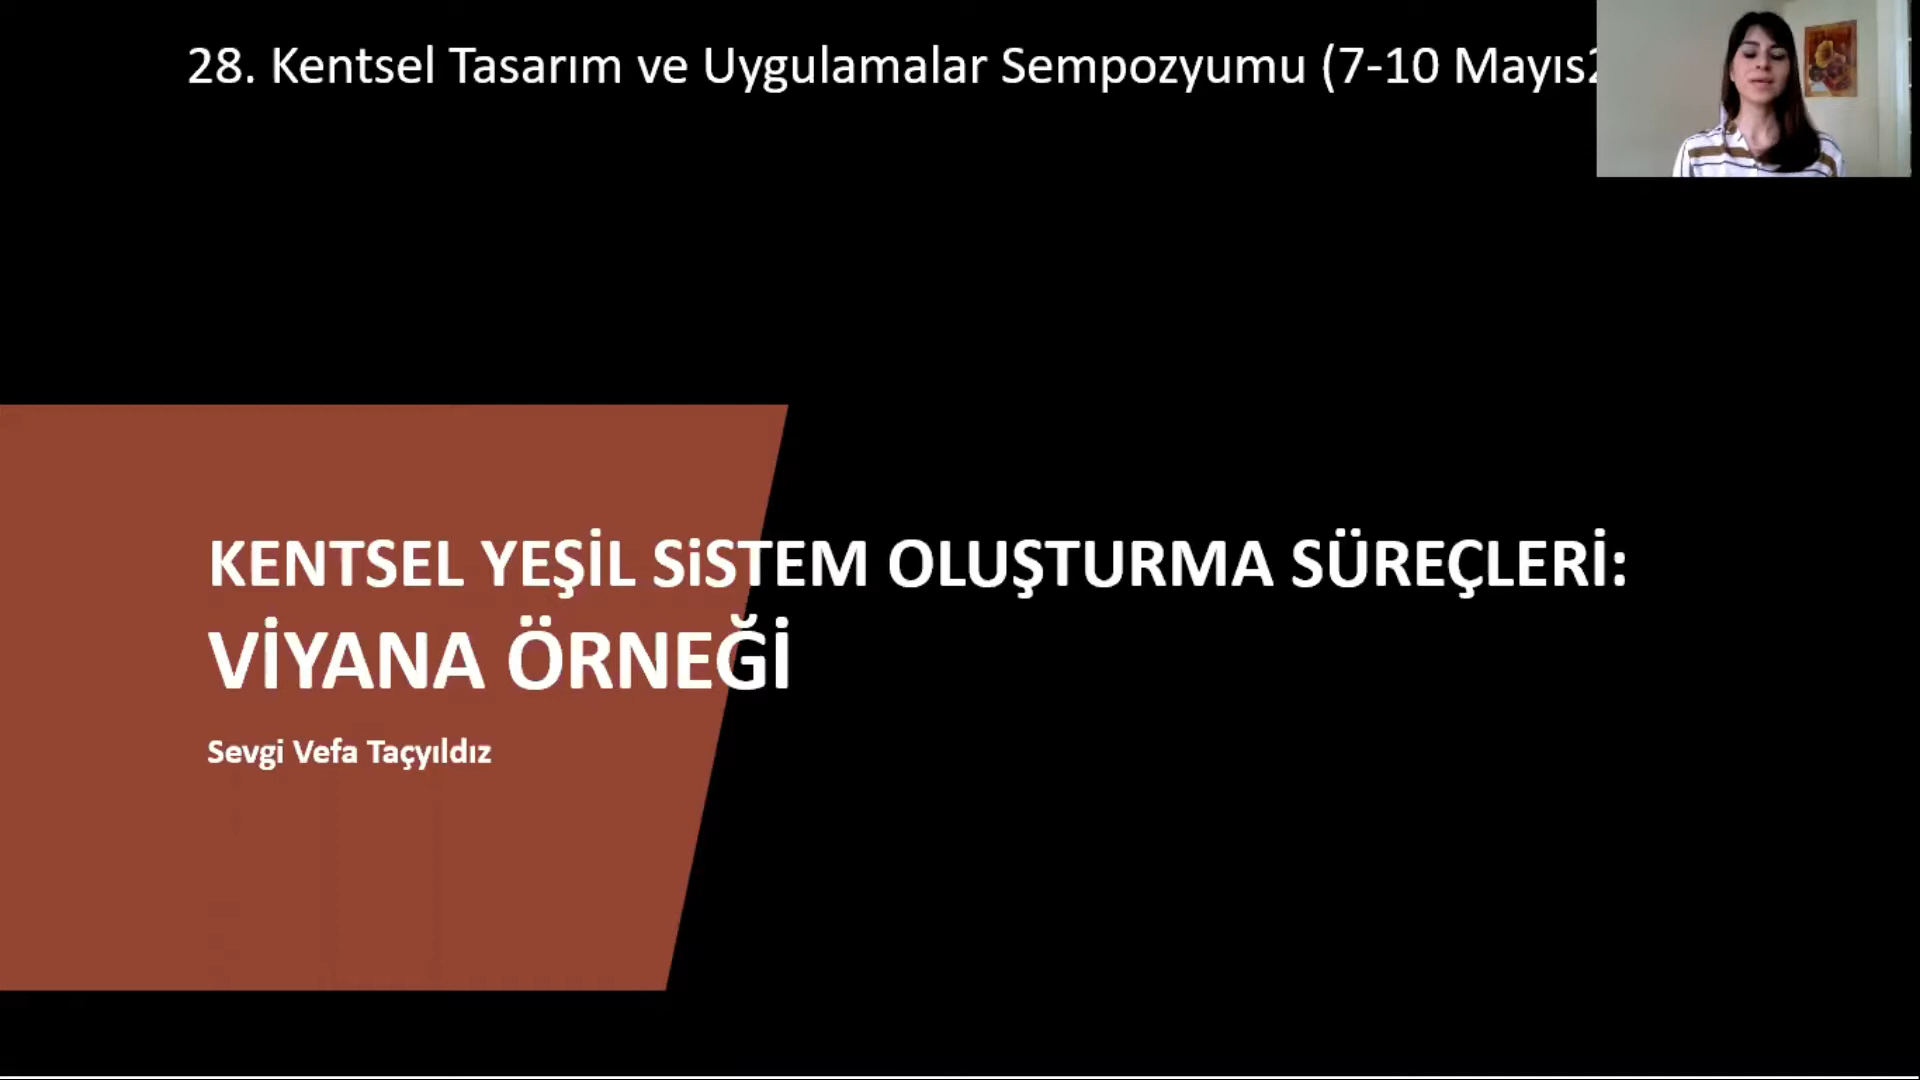 28. Kentsel Tasarım ve Uygulamalar Sempozyumu (7-10 Mayıs2
KENTSEL YEŞİL SiSTEM OLUŞTURMA SÜREÇLERİ:
VİYANA ÖRNEĞİ
Sevgi Vefa Taçyıldız